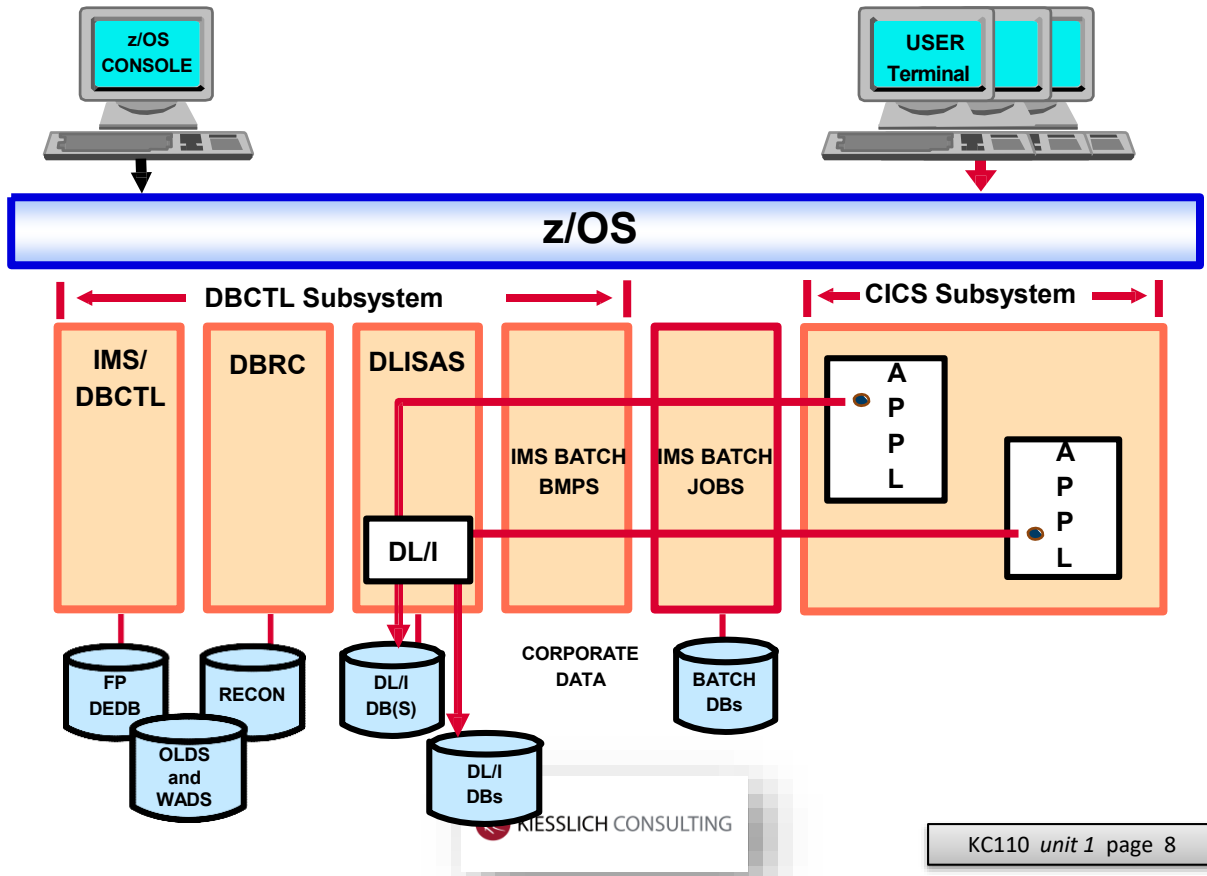 z/OS
CONSOLE
USER
Terminal
z/OS
DBCTL Subsystem
CICS Subsystem
IMS/
DBCTL
DBRC
DLISAS
IMS BATCH
BMPS
IMS BATCH
JOBS
A
P
P
L
A
P
P
L
DL/I
FP
DEDB
RECON
OLDS
and
WADS
DL/I
DB(S)
DL/I
DBs
CORPORATE
DATA
BATCH
DBs
KIESSLICH CONSULTING
KC110 unit 1 page 8